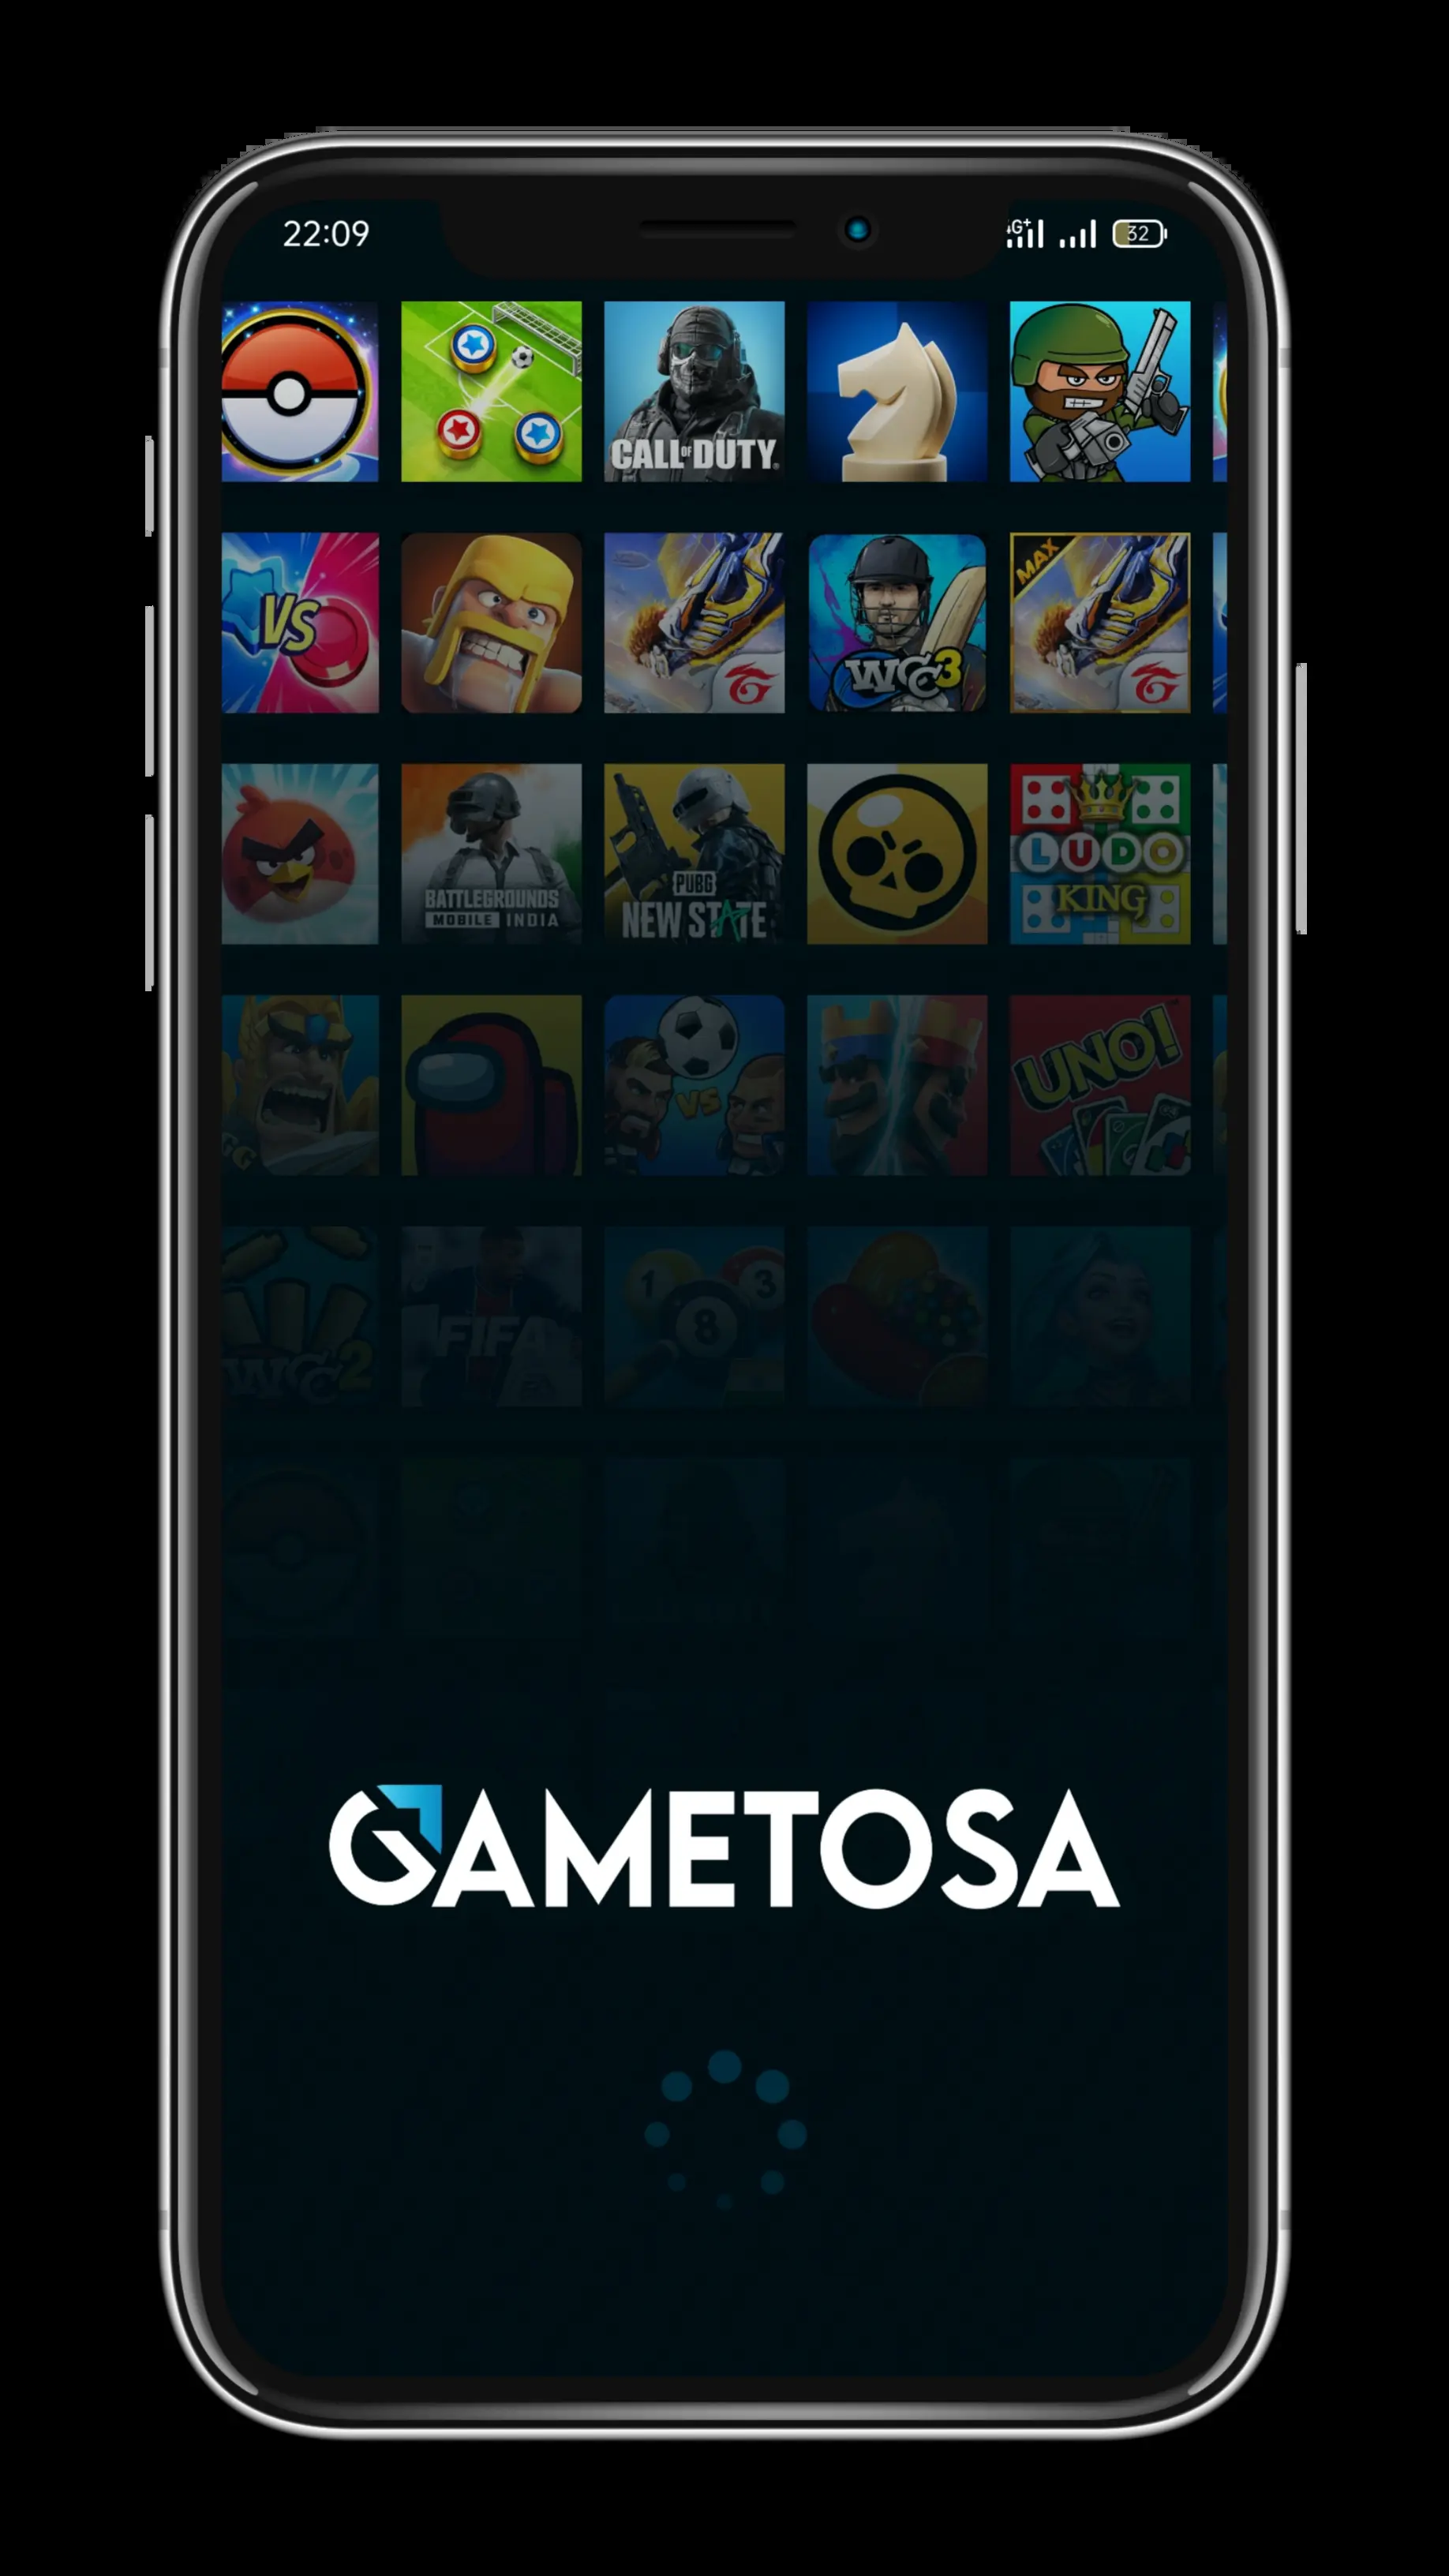 22:09
4G+ 32
CALL OF DUTY
VS
WCC3
MAX
BATTLEGROUNDS
MOBILE INDIA
PUBG
NEW STATE
LUDO
KING
VS
UNO!
WCC2
FIFA
1 3
8
GAMETOSA